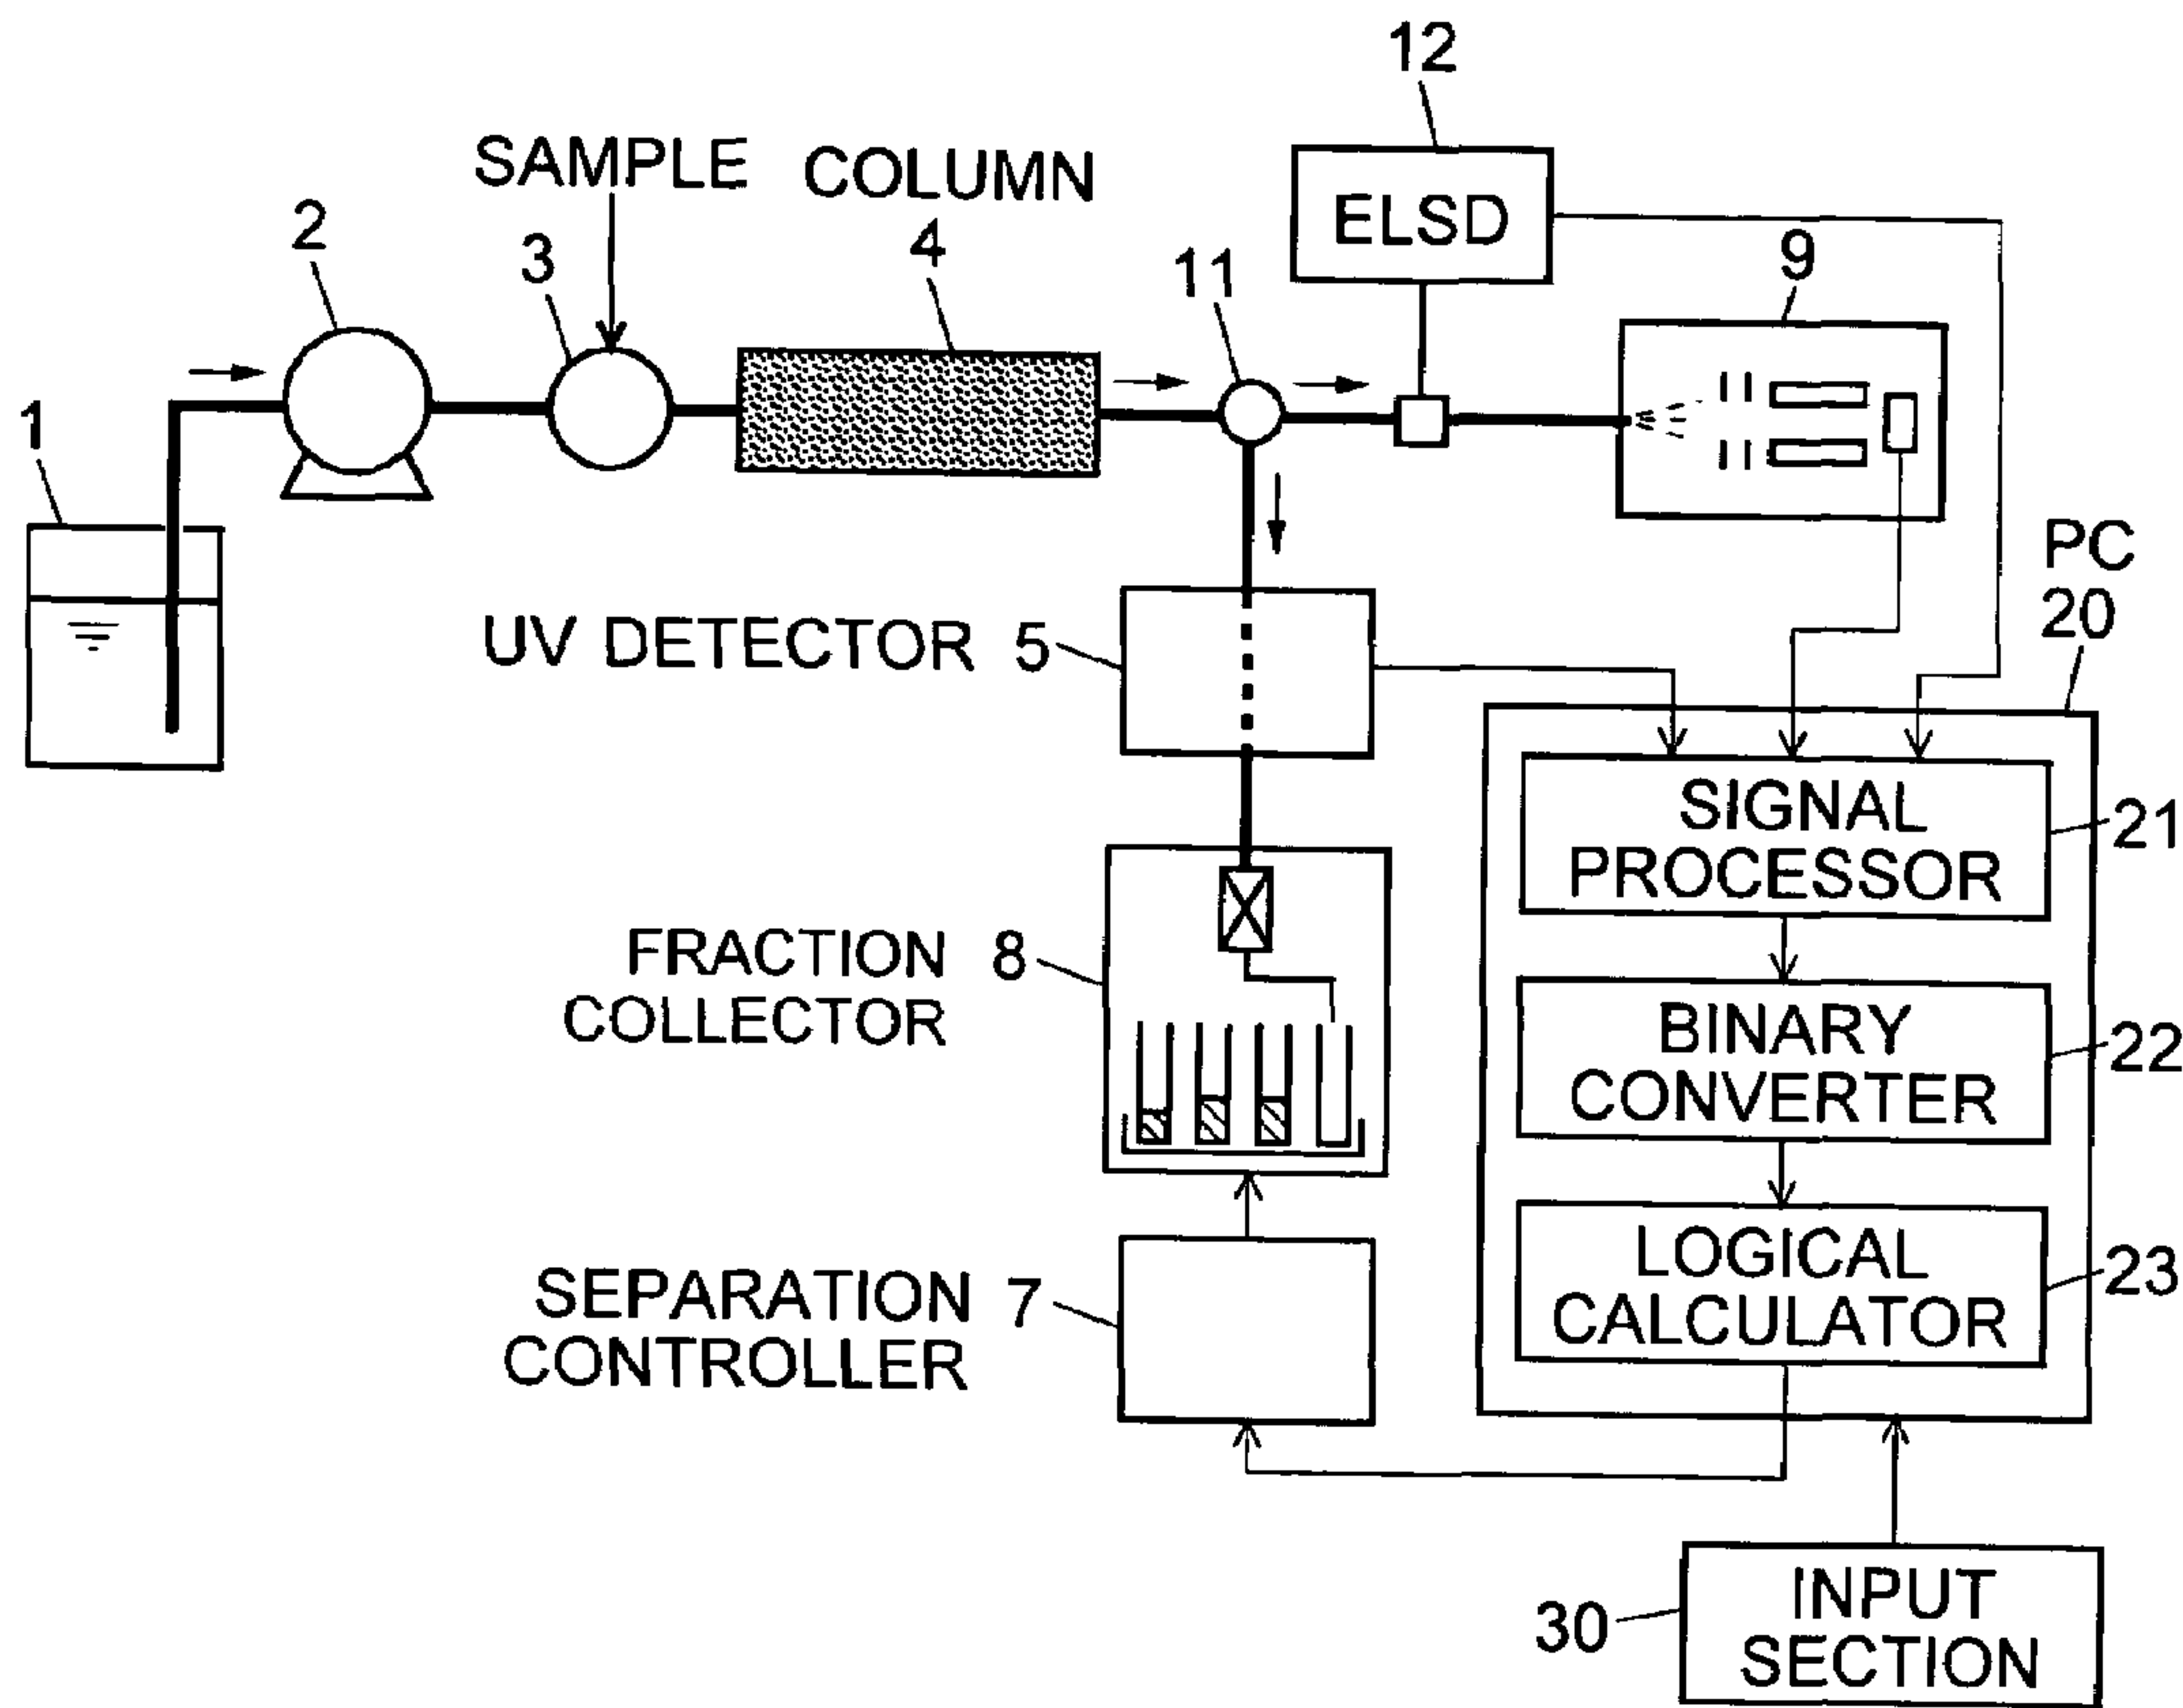 12
SAMPLE
COLUMN
ELSD
2
3
4
11
9
1
PC
20
UV DETECTOR
5
SIGNAL
PROCESSOR
21
FRACTION
COLLECTOR
8
BINARY
CONVERTER
22
SEPARATION
CONTROLLER
7
LOGICAL
CALCULATOR
23
INPUT
SECTION
30